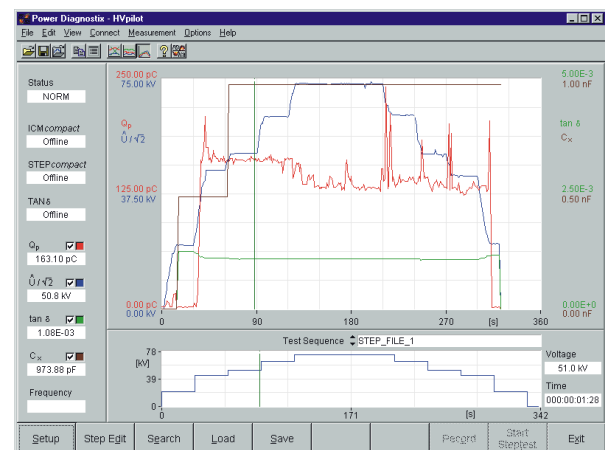 Power Diagnostix - HVpilot
File Edit View Connect Measurement Options Help
Status
NORM
ICMcompact
Offline
STEPcompact
Offline
TANδ
Offline
Qp
163.10 pC
Û/√2
50.8 kV
tan δ
1.08E-03
Cx
973.88 pF
Frequency
250.00 pC
75.00 kV
Qp
Û/√2
125.00 pC
37.50 kV
0.00 pC
0.00 kV
5.00E-3
1.00 nF
tan δ
Cx
2.50E-3
0.50 nF
0.00E+0
0.00 nF
0 90 180 270 [s] 360
Test Sequence STEP_FILE_1
78
[kV]
39
0
0 171 [s] 342
Voltage
51.0 kV
Time
000:00:01:28
Setup Step Edit Search Load Save Record Start Steptest Exit